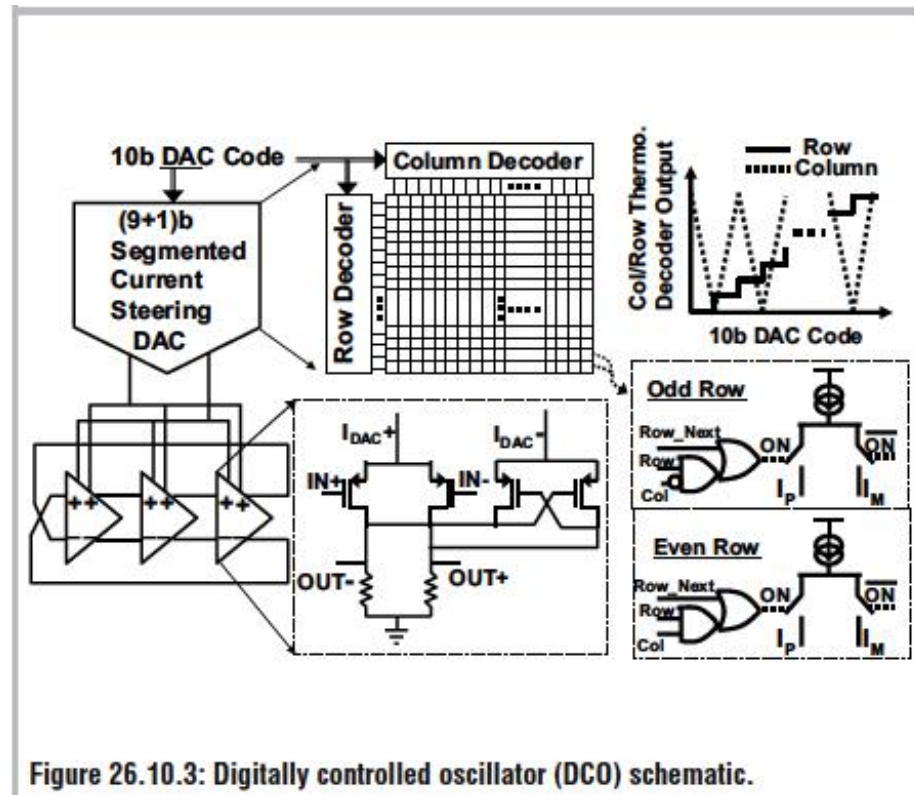 10b DAC Code
Column Decoder
Row Decoder
(9+1)b
Segmented
Current
Steering
DAC
Row
Column
Col/Row Thermo.
Decoder Output
10b DAC Code
IDAC+
IDAC-
IN+
IN-
OUT-
OUT+
++
++
++
Odd Row
Row_Next
Row
Col
ON
ON
IP
IM
Even Row
Row_Next
Row
Col
ON
ON
IP
IM
Figure 26.10.3: Digitally controlled oscillator (DCO) schematic.